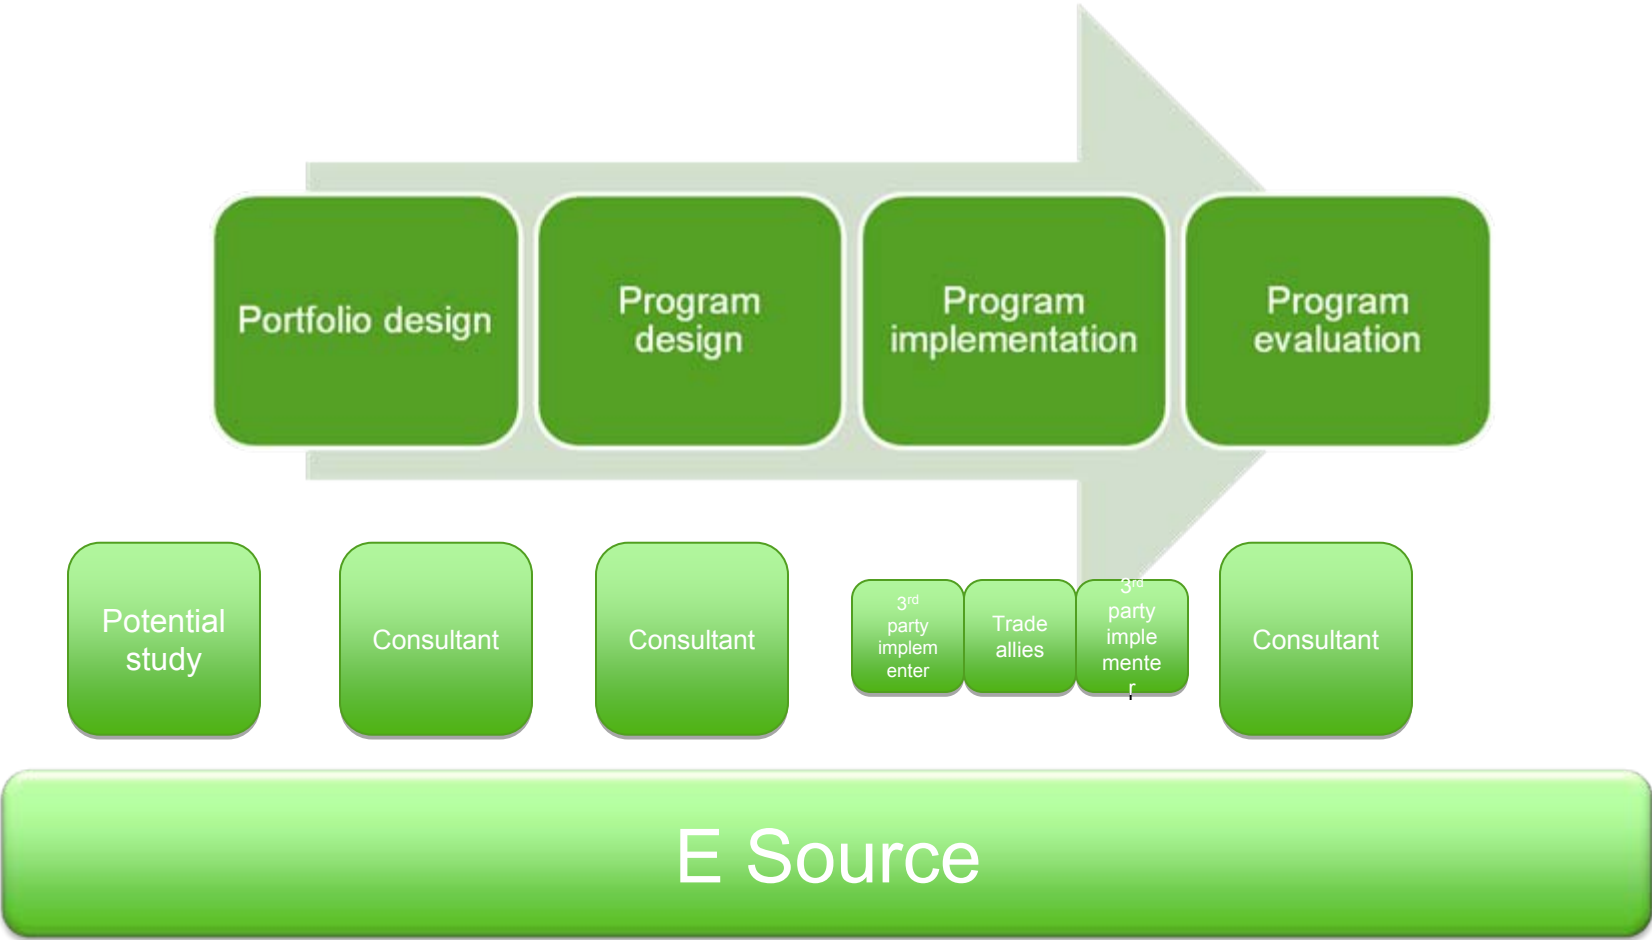 Portfolio design
Program
design
Program
implementation
Program
evaluation
Potential
study
Consultant
Consultant
3rd
party
implem
enter
Trade
allies
3rd
party
imple
mente
r
Consultant
E Source